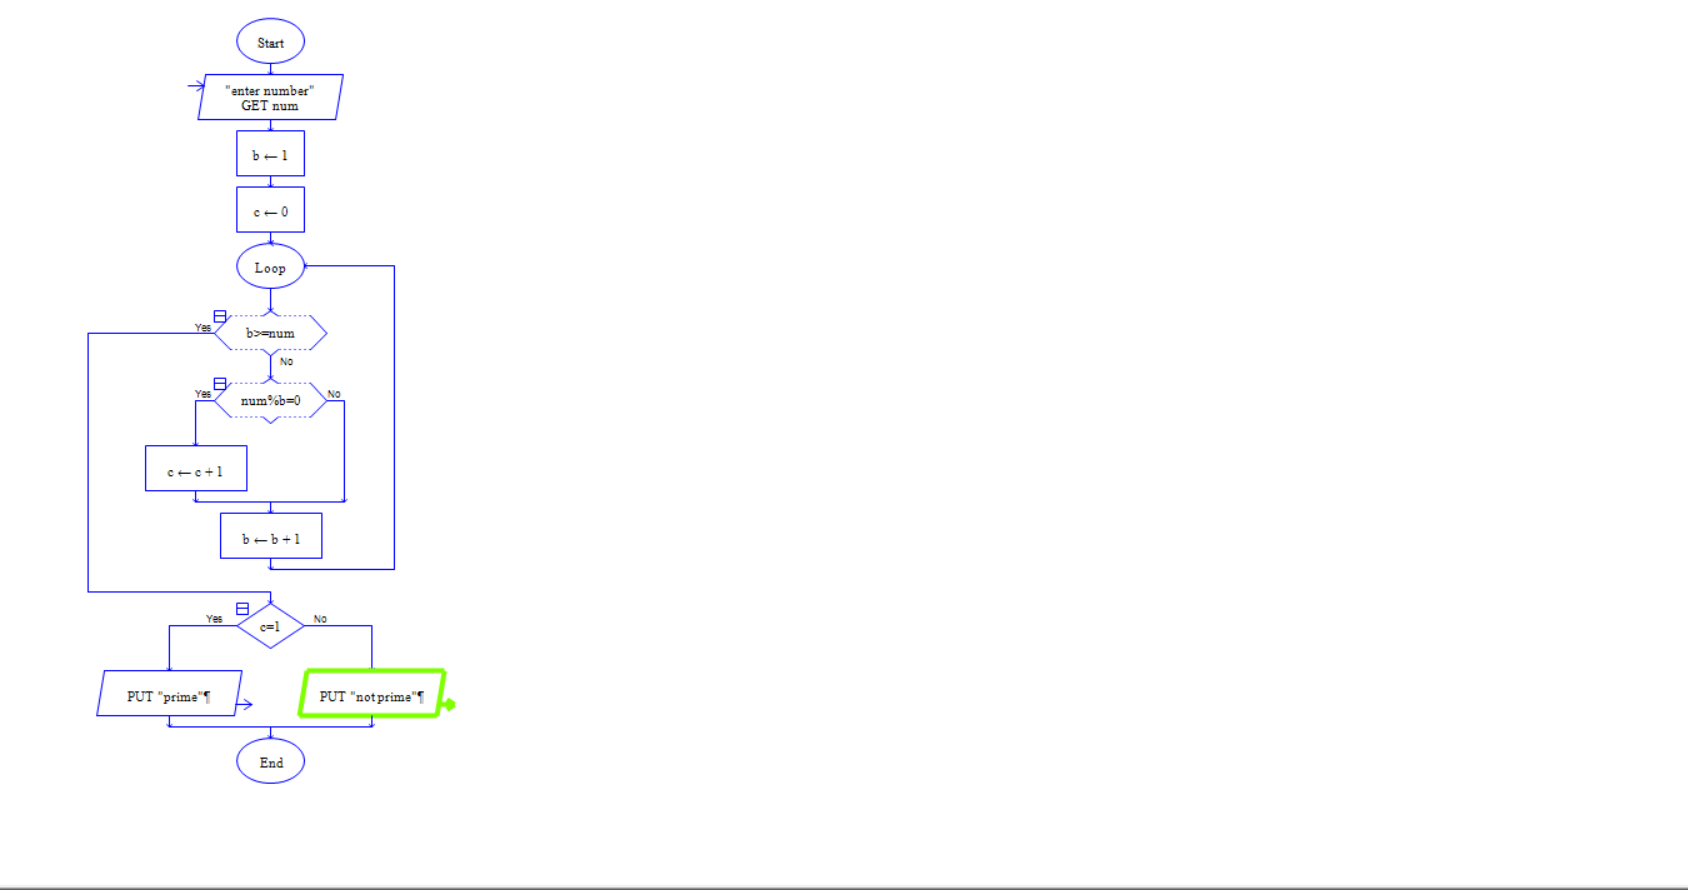 Start
"enter number"
GET num
b ← 1
c ← 0
Loop
Yes
b>=num
No
Yes
num%b=0
No
c ← c + 1
b ← b + 1
Yes
c=1
No
PUT "prime"¶
PUT "not prime"¶
End